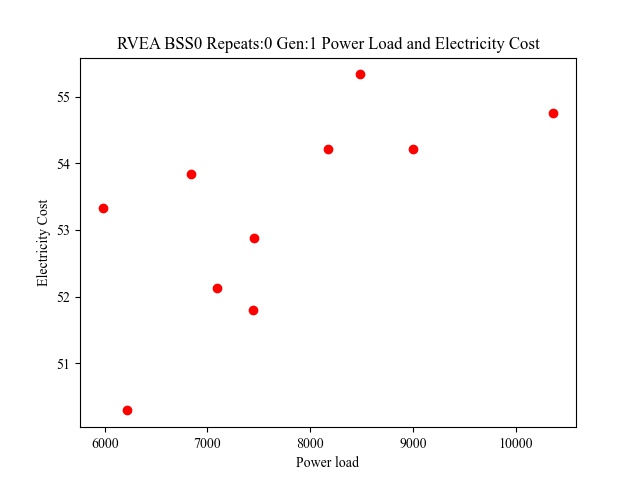 RVEA BSS0 Repeats:0 Gen:1 Power Load and Electricity Cost
55
54
53
52
51
Electricity Cost
6000 7000 8000 9000 10000
Power load